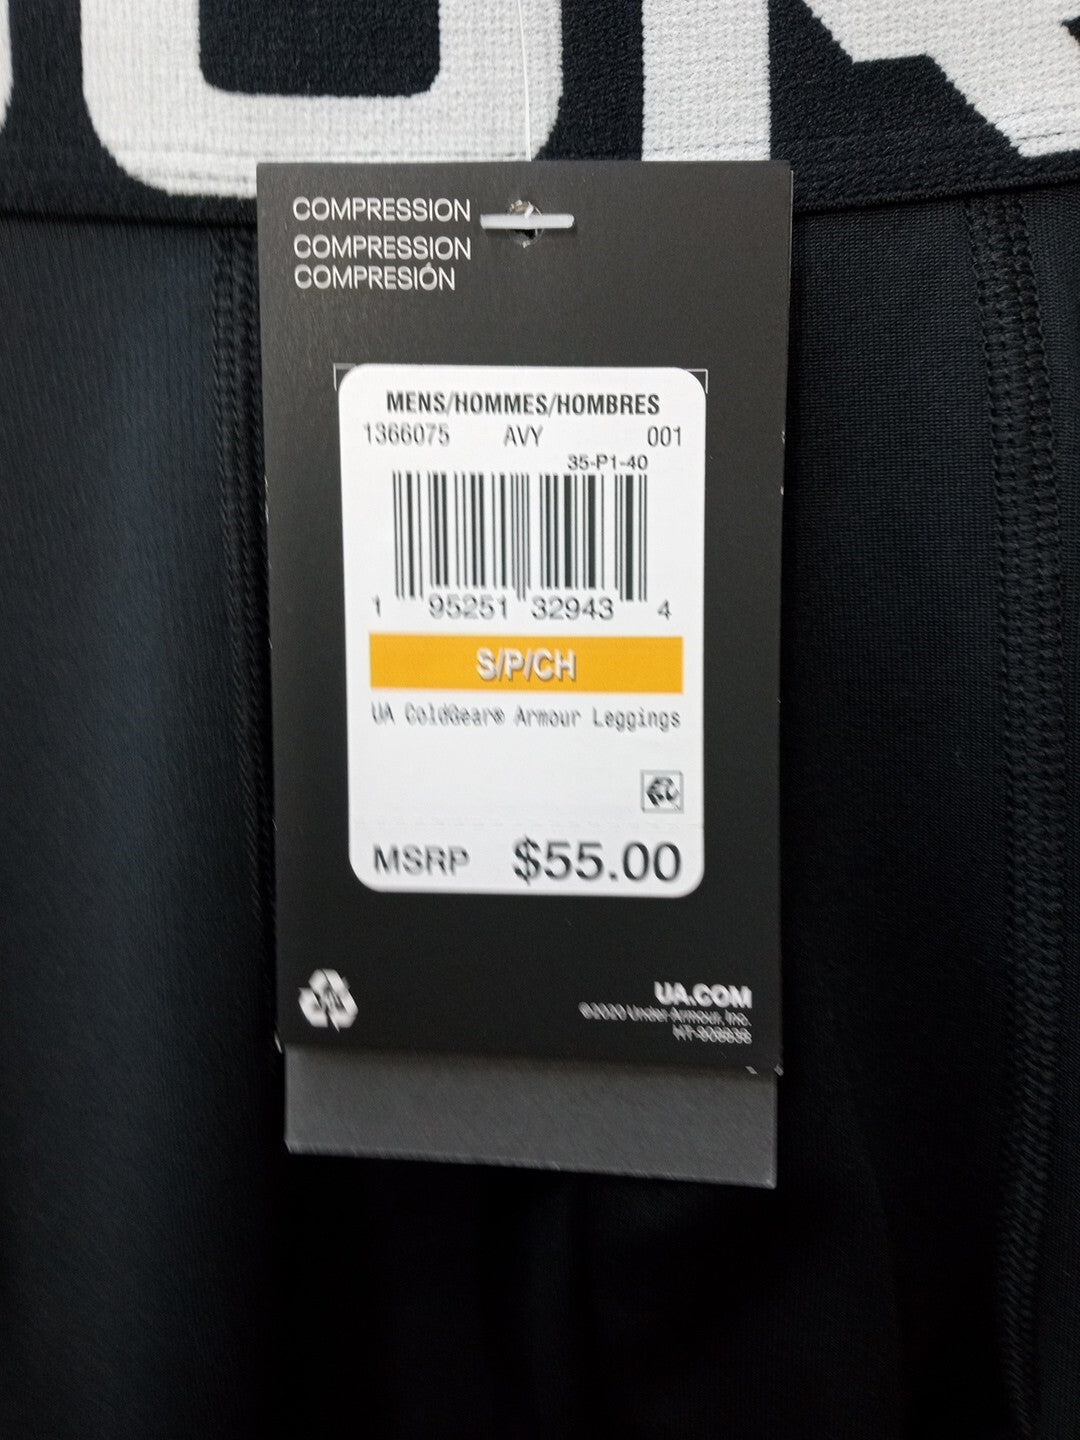 COMPRESSION
COMPRESSION
COMPRESIÓN
MENS/HOMMES/HOMBRES
1366075 AVY 001
35-P1-40
1 95251 32943 4
S/P/CH
UA ColdGear® Armour Leggings
MSRP $55.00
UA.COM
©2020 Under Armour, Inc.